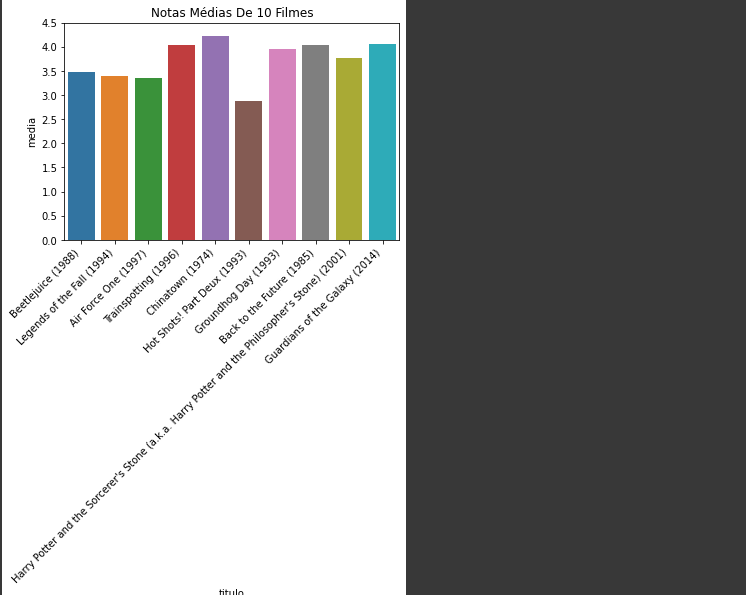 Notas Médias De 10 Filmes
media
4.5
4.0
3.5
3.0
2.5
2.0
1.5
1.0
0.5
0.0
Beetlejuice (1988)
Legends of the Fall (1994)
Air Force One (1997)
Trainspotting (1996)
Chinatown (1974)
Hot Shots! Part Deux (1993)
Groundhog Day (1993)
Back to the Future (1985)
Harry Potter and the Sorcerer's Stone (a.k.a. Harry Potter and the Philosopher's Stone) (2001)
Guardians of the Galaxy (2014)
titulo